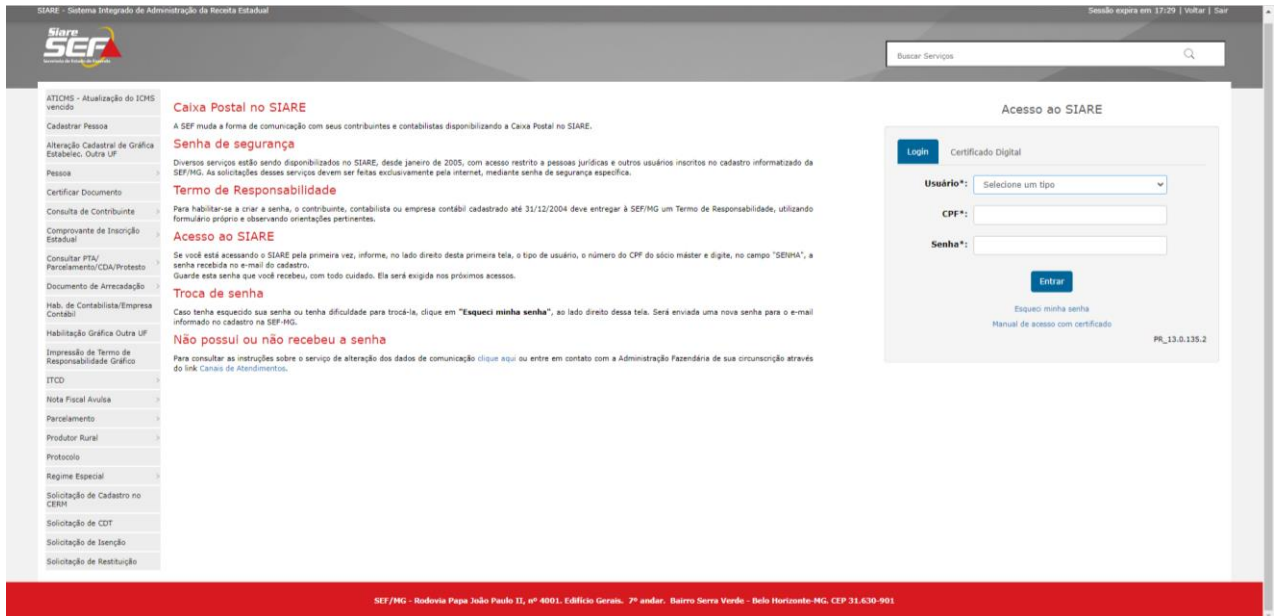 SIARE - Sistema Integrado de Administração da Receita Estadual
Sessão expira em 17:29 | Voltar | Sair
Siare
SEF
Buscar Serviços
ATICMS - Atualização do ICMS
vencido
Cadastrar Pessoa
Alteração Cadastral de Gráfica
Estabelec. Outra UF
Pessoa
Certificar Documento
Consulta de Contribuinte
Comprovante de Inscrição
Estadual
Consultar PTA/
Parcelamento/CDA/Protesto
Documento de Arrecadação
Hab. de Contabilista/Empresa
Contábil
Habilitação Gráfica Outra UF
Impressão de Termo de
Responsabilidade Gráfico
ITCD
Nota Fiscal Avulsa
Parcelamento
Produtor Rural
Protocolo
Regime Especial
Solicitação de Cadastro no
CERM
Solicitação de CDT
Solicitação de Isenção
Solicitação de Restituição
Caixa Postal no SIARE
A SEF muda a forma de comunicação com seus contribuintes e contabilistas disponibilizando a Caixa Postal no SIARE.
Senha de segurança
Diversos serviços estão sendo disponibilizados no SIARE, desde janeiro de 2005, com acesso restrito a pessoas jurídicas e outros usuários inscritos no cadastro informatizado da
SEF/MG. As solicitações desses serviços devem ser feitas exclusivamente pela internet, mediante senha de segurança específica.
Termo de Responsabilidade
Para habilitar-se a criar a senha, o contribuinte, contabilista ou empresa contábil cadastrado até 31/12/2004 deve entregar à SEF/MG um Termo de Responsabilidade, utilizando
formulário próprio e observando orientações pertinentes.
Acesso ao SIARE
Se você está acessando o SIARE pela primeira vez, informe, no lado direito desta primeira tela, o tipo de usuário, o número do CPF do sócio máster e digite, no campo "SENHA", a
senha recebida no e-mail do cadastro.
Guarde esta senha que você recebeu, com todo cuidado. Ela será exigida nos próximos acessos.
Troca de senha
Caso tenha esquecido sua senha ou tenha dificuldade para trocá-la, clique em "Esqueci minha senha", ao lado direito dessa tela. Será enviada uma nova senha para o e-mail
informado no cadastro na SEF-MG.
Não possui ou não recebeu a senha
Para consultar as instruções sobre o serviço de alteração dos dados de comunicação clique aqui ou entre em contato com a Administração Fazendária de sua circunscrição através
do link Canais de Atendimentos.
Acesso ao SIARE
Login Certificado Digital
Usuário*: Selecione um tipo
CPF*:
Senha*:
Entrar
Esqueci minha senha
Manual de acesso com certificado
PR_13.0.135.2
SEF/MG - Rodovia Papa João Paulo II, nº 4001. Edifício Gerais. 7º andar. Bairro Serra Verde - Belo Horizonte-MG. CEP 31.630-901